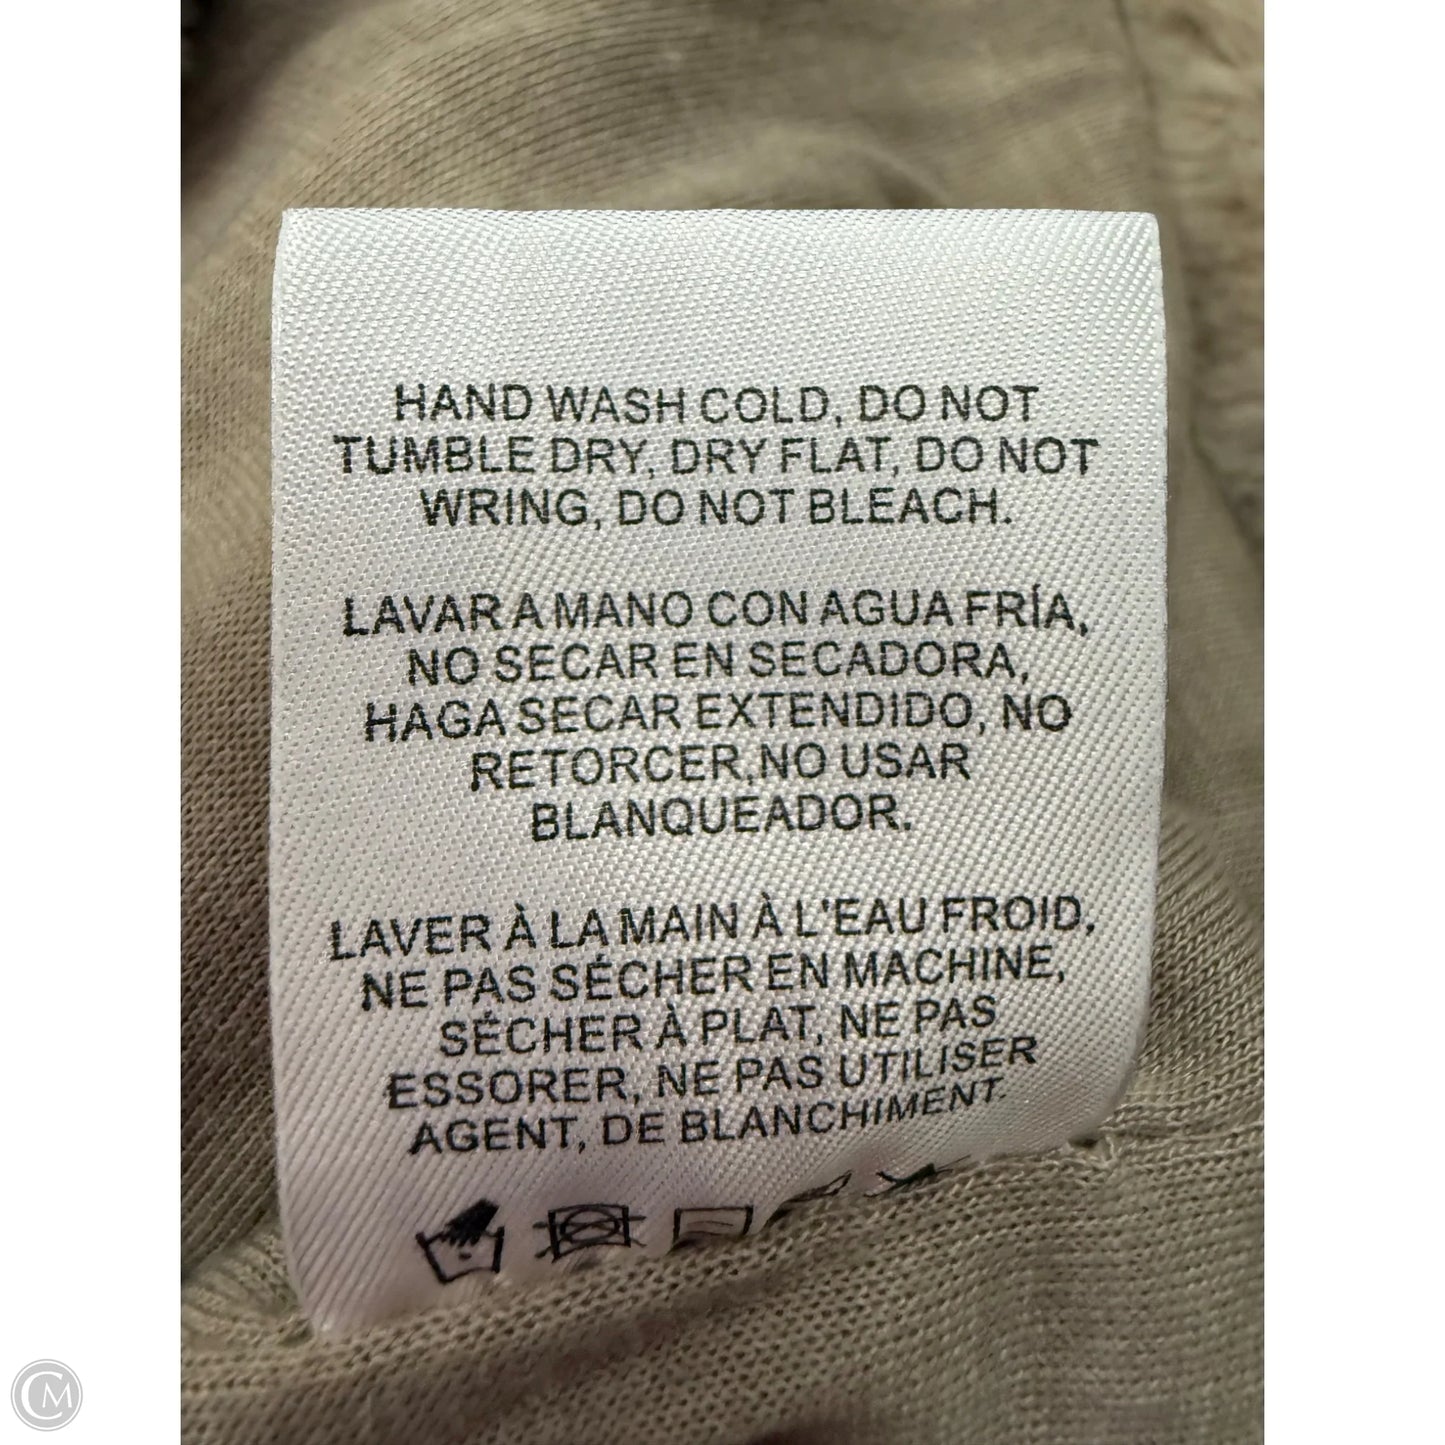 HAND WASH COLD, DO NOT
TUMBLE DRY, DRY FLAT, DO NOT
WRING, DO NOT BLEACH.
LAVAR A MANO CON AGUA FRÍA,
NO SECAR EN SECADORA,
HAGA SECAR EXTENDIDO, NO
RETORCER,NO USAR
BLANQUEADOR.
LAVER À LA MAIN À L'EAU FROID,
NE PAS SÉCHER EN MACHINE,
SÉCHER À PLAT, NE PAS
ESSORER, NE PAS UTILISER
AGENT, DE BLANCHIMENT.
CM